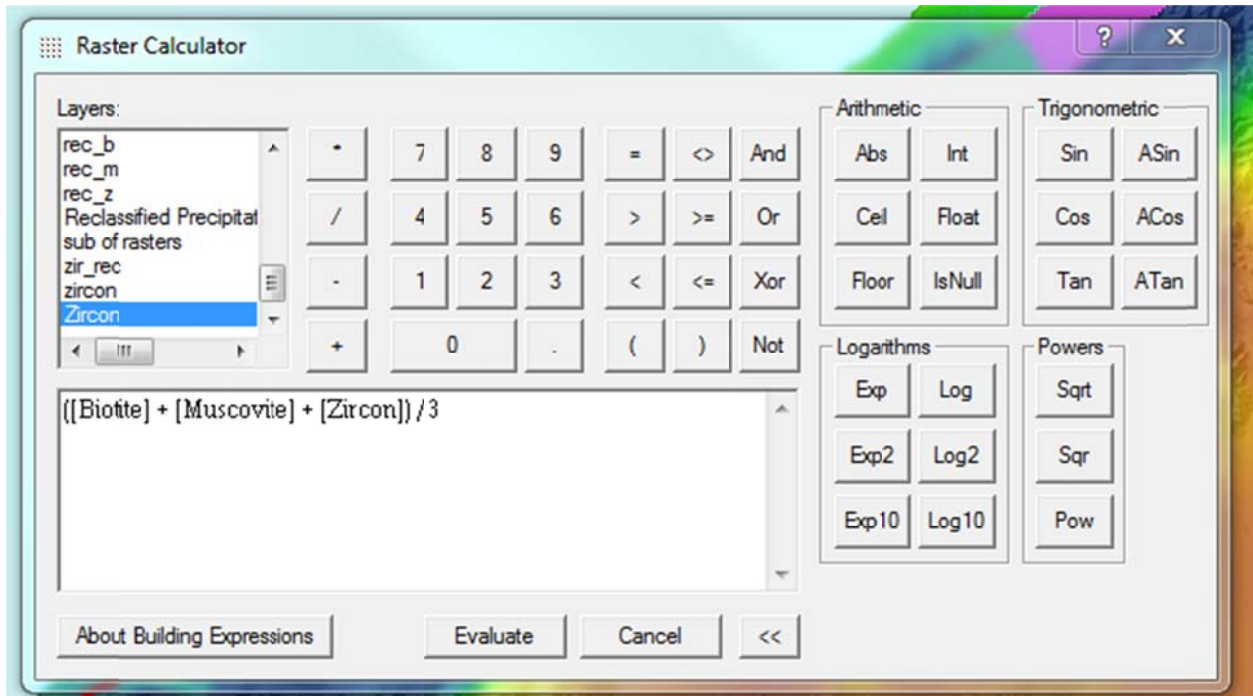 Raster Calculator
?
X
Layers:
rec_b
rec_m
rec_z
Reclassified Precipitat
sub of rasters
zir_rec
zircon
Zircon
* 7 8 9 = <> And
/ 4 5 6 > >= Or
- 1 2 3 < <= Xor
+ 0 . ( ) Not
Arithmetic
Abs Int
Ceil Float
Floor IsNull
Trigonometric
Sin ASin
Cos ACos
Tan ATan
Logarithms
Exp Log
Exp2 Log2
Exp10 Log10
Powers
Sqrt
Sqr
Pow
([Biotite] + [Muscovite] + [Zircon]) / 3
About Building Expressions Evaluate Cancel <<